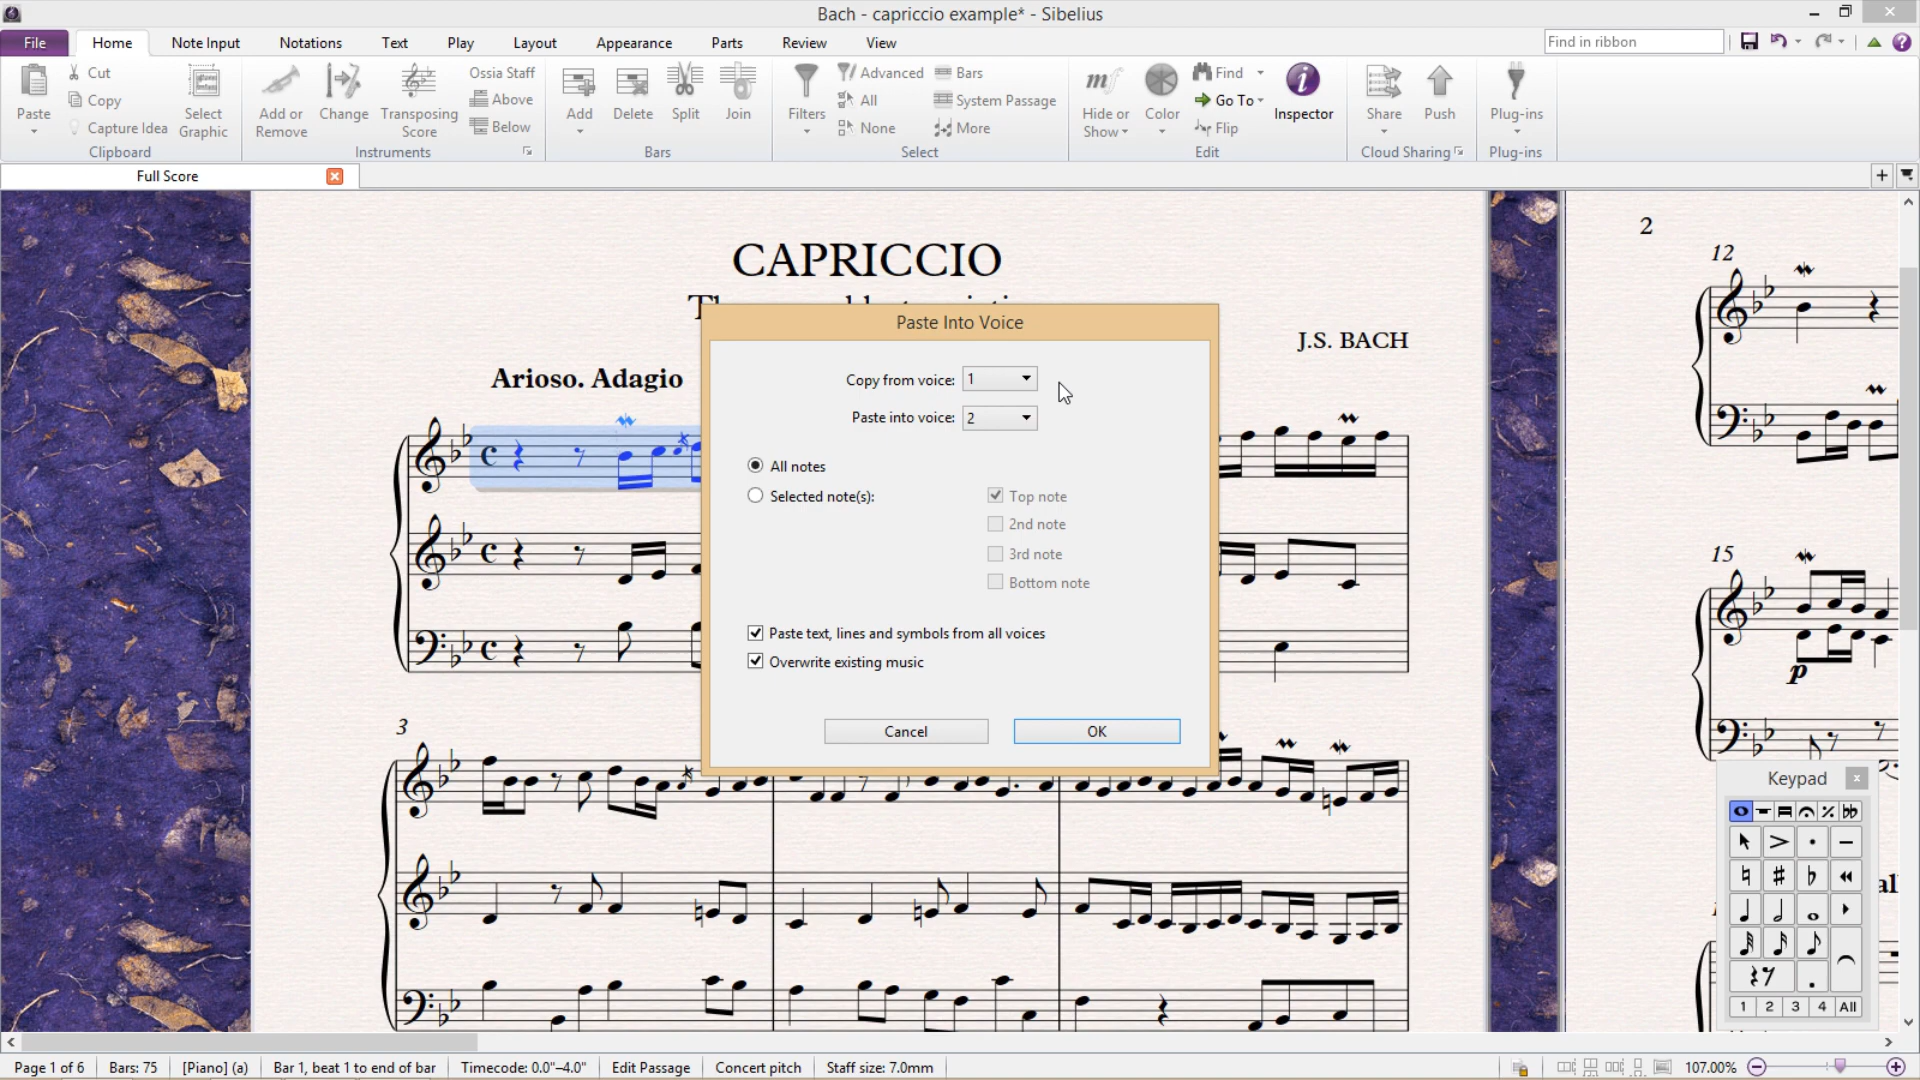 Bach - capriccio example* - Sibelius
File Home Note Input Notations Text Play Layout Appearance Parts Review View Find in ribbon
Paste
Cut
Copy
Capture Idea
Select Graphic
Clipboard
Add or Remove
Change
Transposing Score
Ossia Staff
Above
Below
Instruments
Add
Delete
Split
Join
Bars
Filters
Advanced
All
None
Bars
System Passage
More
Select
Hide or Show
Color
Find
Go To
Flip
Inspector
Edit
Share
Push
Cloud Sharing
Plug-ins
Plug-ins
Full Score
CAPRICCIO
J.S. BACH
Arioso. Adagio
3
2
12
15
p
Paste Into Voice
Copy from voice: 1
Paste into voice: 2
All notes
Selected note(s):
Top note
2nd note
3rd note
Bottom note
Paste text, lines and symbols from all voices
Overwrite existing music
Cancel OK
Keypad
1 2 3 4 All
Page 1 of 6 Bars: 75 [Piano] (a) Bar 1, beat 1 to end of bar Timecode: 0.0"–4.0" Edit Passage Concert pitch Staff size: 7.0mm 107.00%